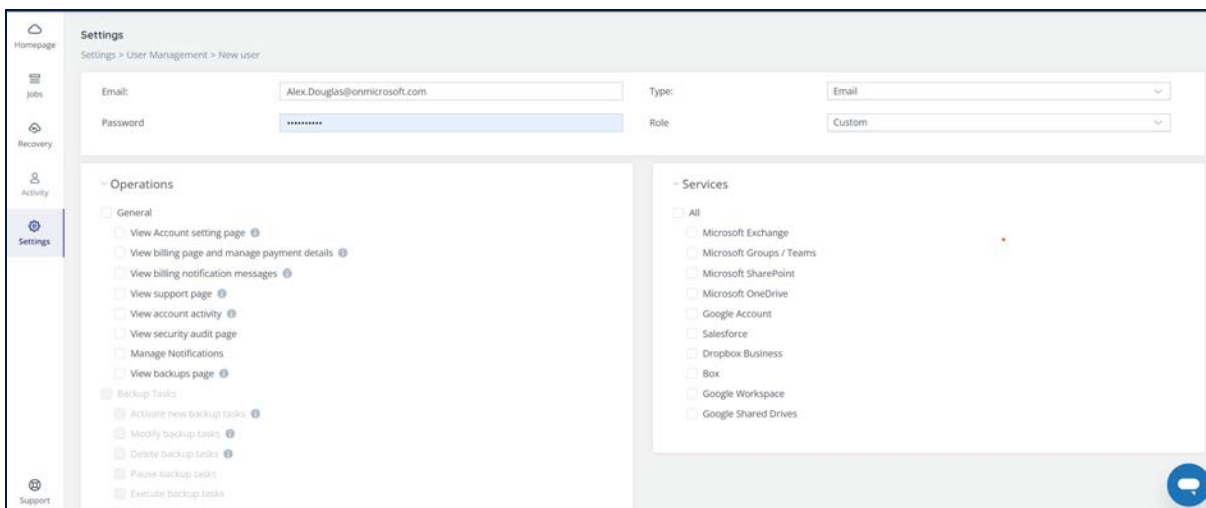 Homepage
Jobs
Recovery
Activity
Settings
Support
Settings
Settings > User Management > New user
Email:
Alex.Douglas@onmicrosoft.com
Type:
Email
Password
••••••••••
Role
Custom
Operations
General
View Account setting page
View billing page and manage payment details
View billing notification messages
View support page
View account activity
View security audit page
Manage Notifications
View backups page
Backup Tasks
Activate new backup tasks
Modify backup tasks
Delete backup tasks
Pause backup tasks
Execute backup tasks
Services
All
Microsoft Exchange
Microsoft Groups / Teams
Microsoft SharePoint
Microsoft OneDrive
Google Account
Salesforce
Dropbox Business
Box
Google Workspace
Google Shared Drives